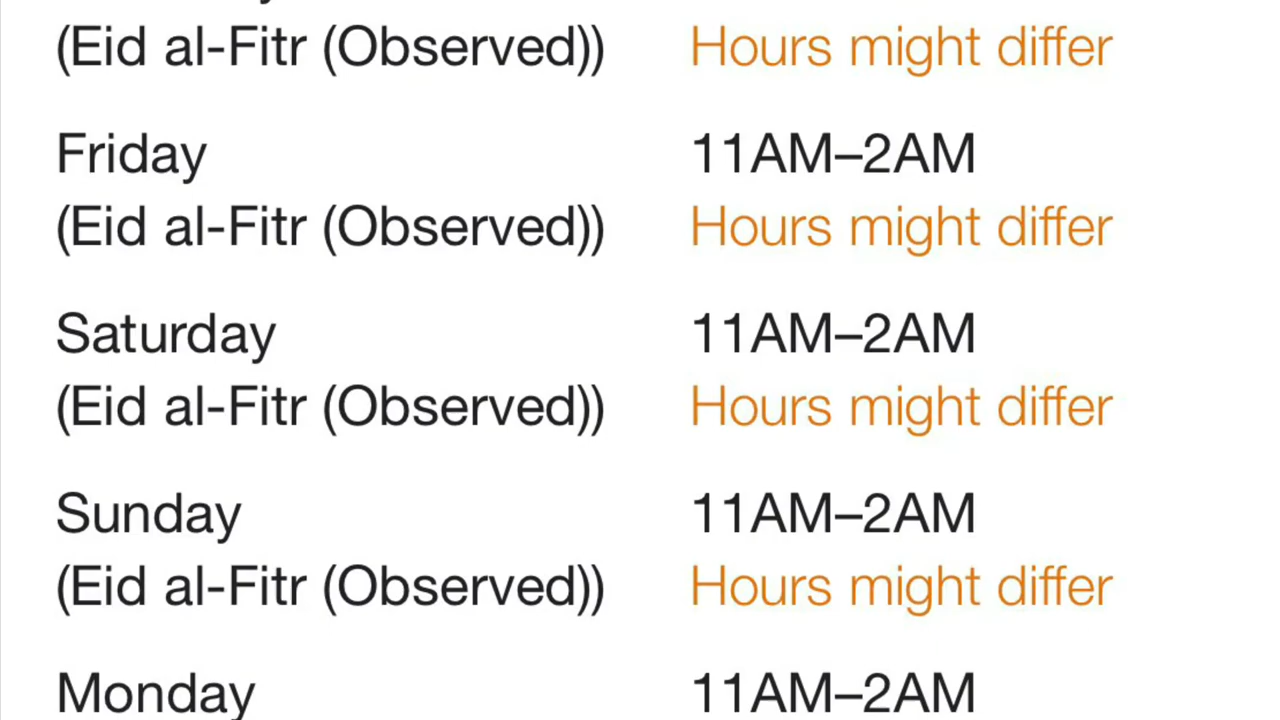 (Eid al-Fitr (Observed)) Hours might differ
Friday 11AM–2AM
(Eid al-Fitr (Observed)) Hours might differ
Saturday 11AM–2AM
(Eid al-Fitr (Observed)) Hours might differ
Sunday 11AM–2AM
(Eid al-Fitr (Observed)) Hours might differ
Monday 11AM–2AM